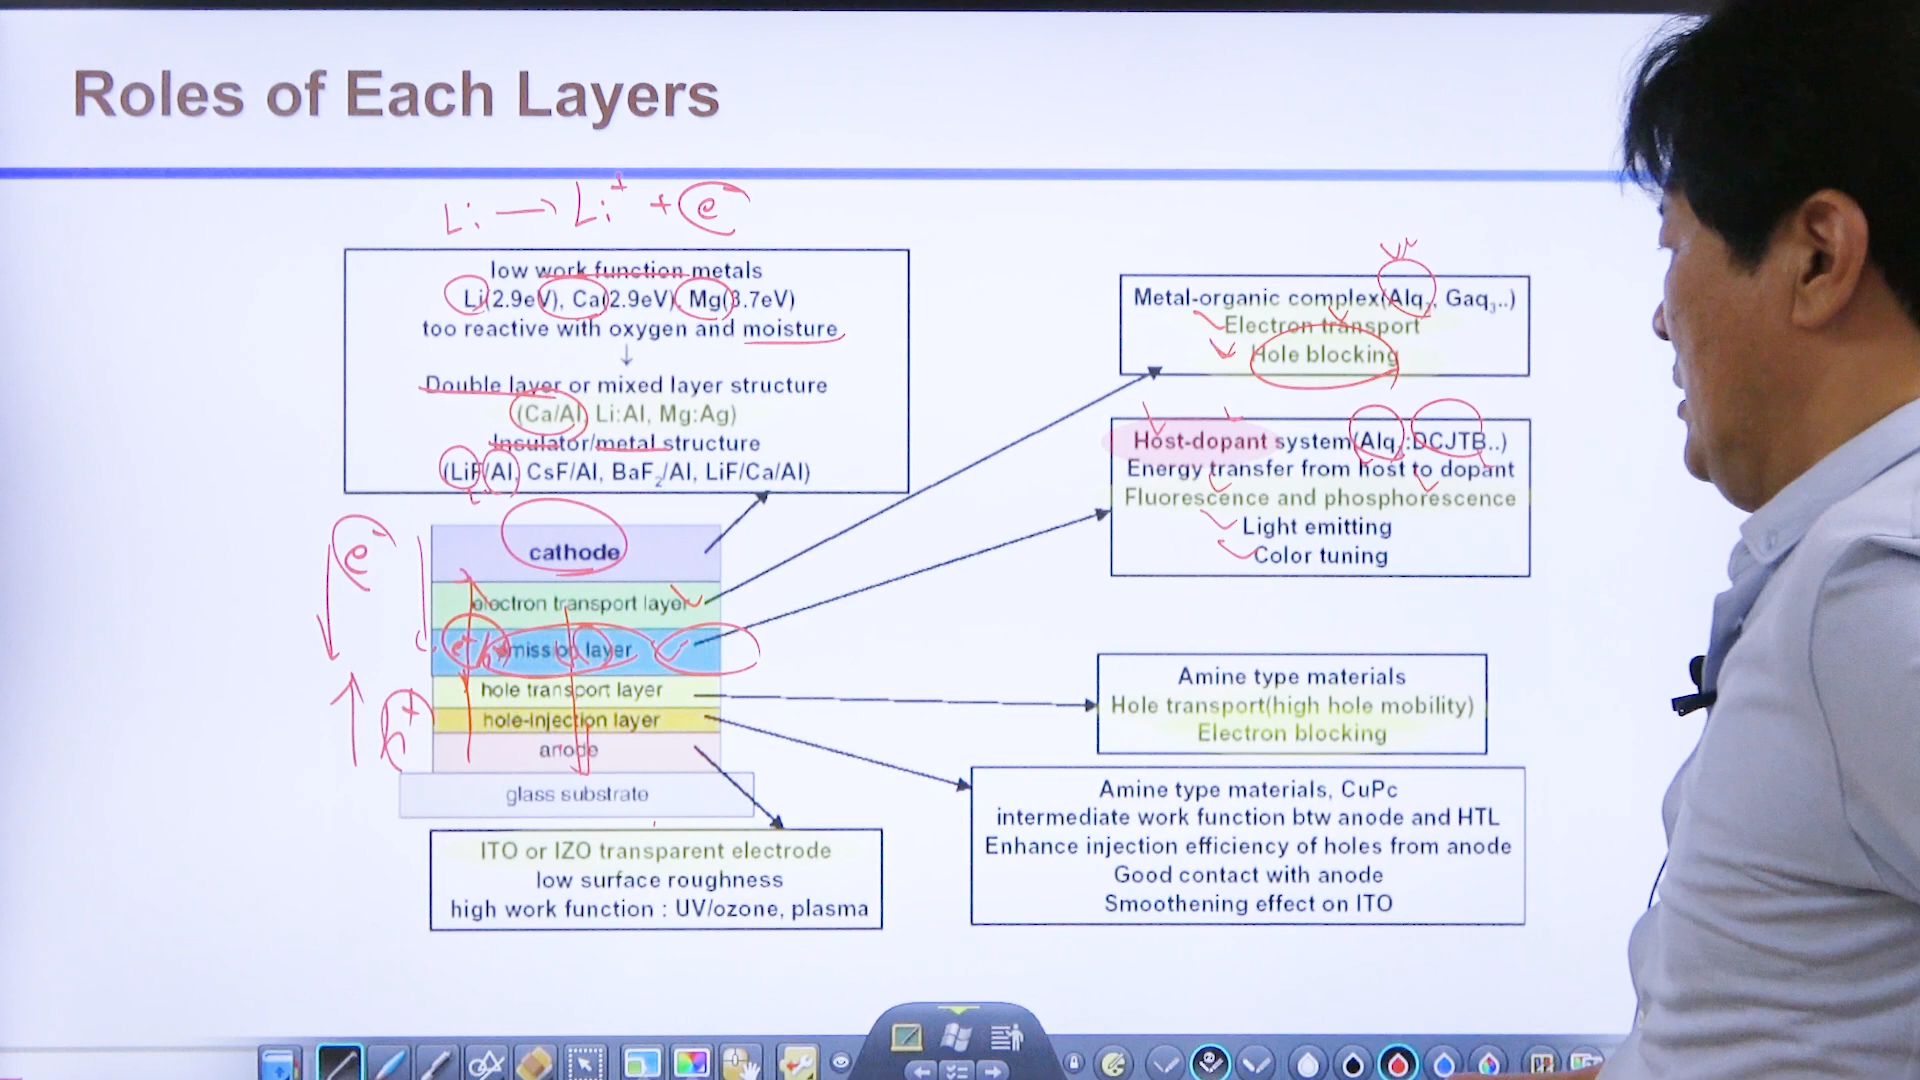 Roles of Each Layers
Li → Li⁺ + e⁻
low work function metals
Li(2.9eV), Ca(2.9eV), Mg(3.7eV)
too reactive with oxygen and moisture
↓
Double layer or mixed layer structure
(Ca/Al, Li:Al, Mg:Ag)
Insulator/metal structure
(LiF/Al, CsF/Al, BaF₂/Al, LiF/Ca/Al)
Metal-organic complex(Alq₃, Gaq₃..)
Electron transport
Hole blocking
Host-dopant system(Alq₃:DCJTB..)
Energy transfer from host to dopant
Fluorescence and phosphorescence
Light emitting
Color tuning
e⁻
cathode
electron transport layer
emission layer
h⁺
hole transport layer
hole-injection layer
anode
glass substrate
Amine type materials
Hole transport(high hole mobility)
Electron blocking
Amine type materials, CuPc
intermediate work function btw anode and HTL
Enhance injection efficiency of holes from anode
Good contact with anode
Smoothening effect on ITO
ITO or IZO transparent electrode
low surface roughness
high work function : UV/ozone, plasma